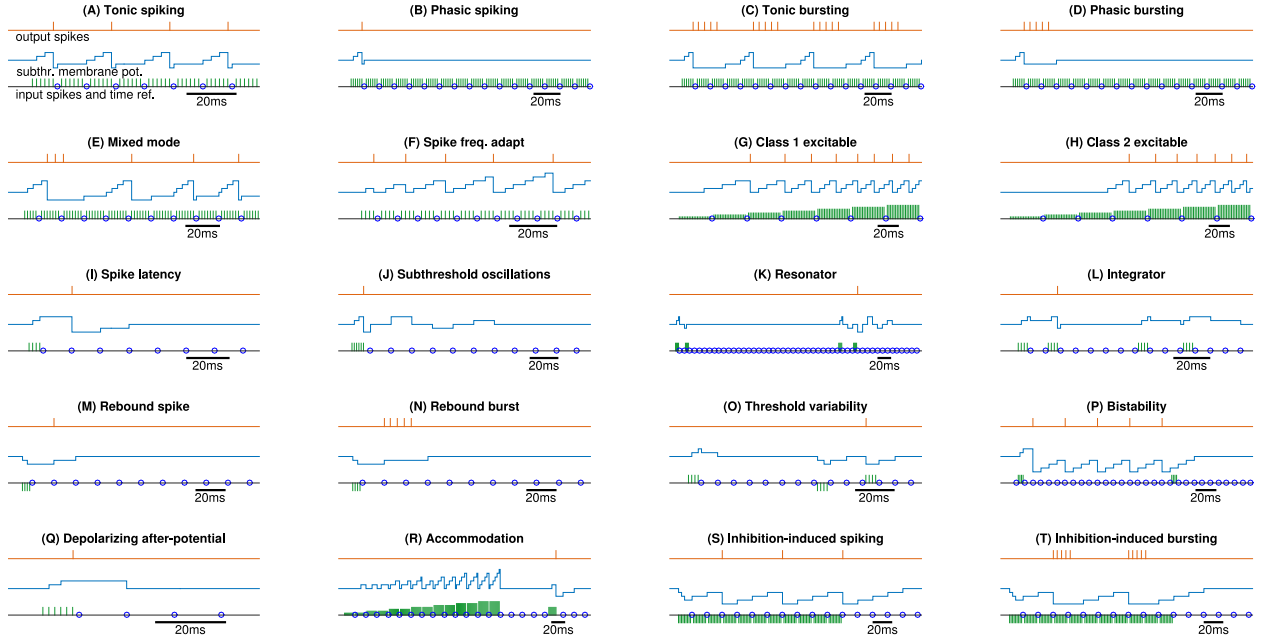 (A) Tonic spiking
(B) Phasic spiking
(C) Tonic bursting
(D) Phasic bursting
output spikes
subthr. membrane pot.
input spikes and time ref.
20ms
20ms
20ms
20ms
(E) Mixed mode
(F) Spike freq. adapt
(G) Class 1 excitable
(H) Class 2 excitable
20ms
20ms
20ms
20ms
(I) Spike latency
(J) Subthreshold oscillations
(K) Resonator
(L) Integrator
20ms
20ms
20ms
20ms
(M) Rebound spike
(N) Rebound burst
(O) Threshold variability
(P) Bistability
20ms
20ms
20ms
20ms
(Q) Depolarizing after-potential
(R) Accommodation
(S) Inhibition-induced spiking
(T) Inhibition-induced bursting
20ms
20ms
20ms
20ms